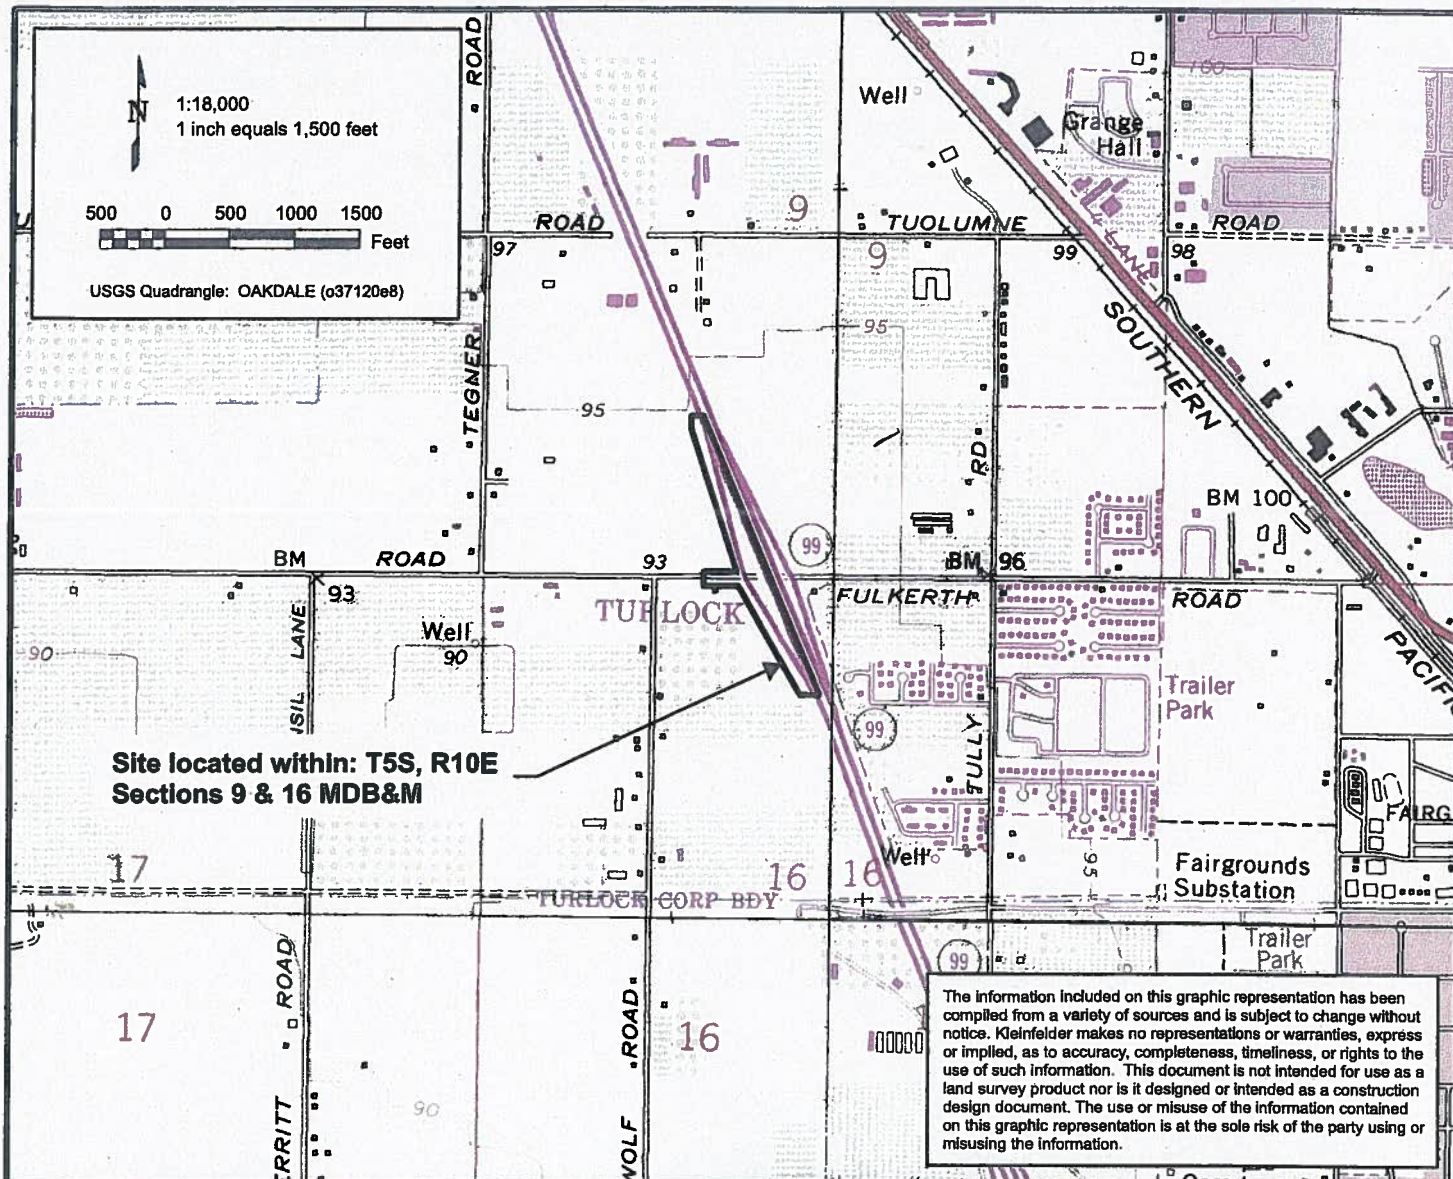 N
1:18,000
1 inch equals 1,500 feet
500 0 500 1000 1500
Feet
USGS Quadrangle: OAKDALE (o37120e8)
ROAD
Well
Grange
Hall
100
9
ROAD
TUOLUMNE
LANE
ROAD
97
9
99
98
SOUTHERN
95
TEGNER
95
RD
BM 100
99
BM
ROAD
93
BM
96
93
FULKERTH
ROAD
TURLOCK
LANE
Well
90
90
PACIFIC
Trailer
Park
99
TULLY
Site located within: T5S, R10E
Sections 9 & 16 MDB&M
FAIRG
17
16
16
Well
95
Fairgrounds
Substation
TURLOCK CORP BDY
Trailer
Park
ROAD
99
ROAD
17
16
90
ERRITT
WOLF
The information included on this graphic representation has been
compiled from a variety of sources and is subject to change without
notice. Kleinfelder makes no representations or warranties, express
or implied, as to accuracy, completeness, timeliness, or rights to the
use of such information. This document is not intended for use as a
land survey product nor is it designed or intended as a construction
design document. The use or misuse of the information contained
on this graphic representation is at the sole risk of the party using or
misusing the information.